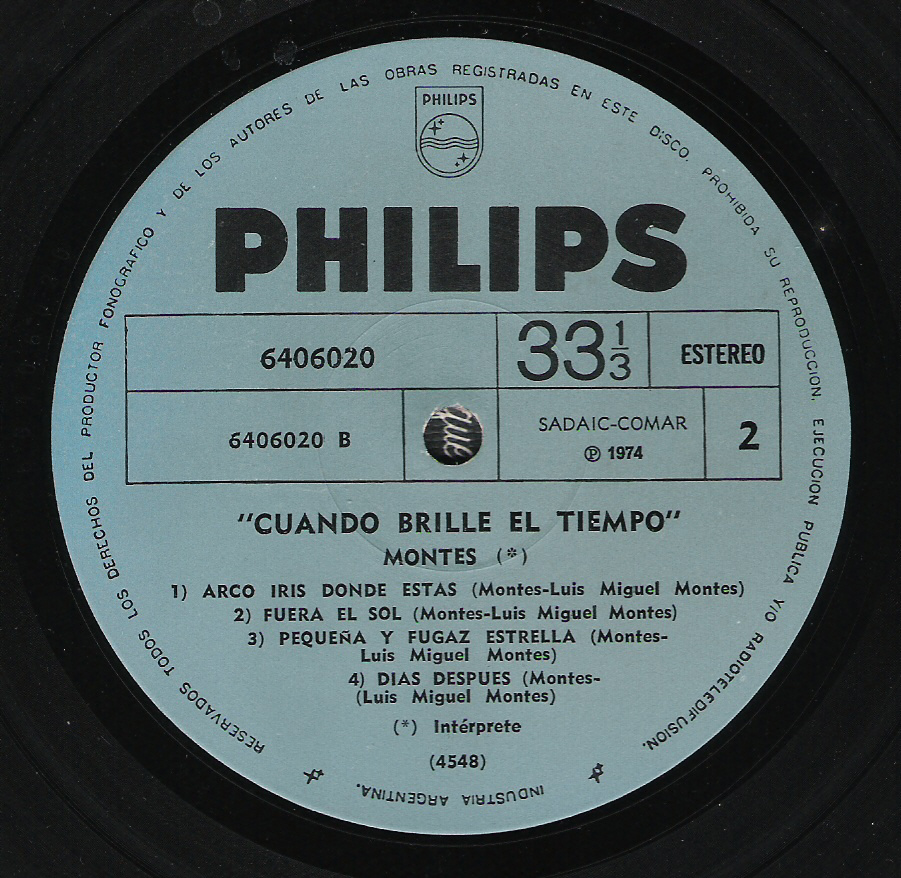 RESERVADOS TODOS LOS DERECHOS DEL PRODUCTOR FONOGRAFICO Y DE LOS AUTORES DE LAS OBRAS REGISTRADAS EN ESTE DISCO. PROHIBIDA SU REPRODUCCION, EJECUCION PUBLICA Y/O RADIOTELEDIFUSION.
PHILIPS
PHILIPS
6406020
33 1/3
ESTEREO
6406020 B
que
SADAIC-COMAR
℗ 1974
2
"CUANDO BRILLE EL TIEMPO"
MONTES (*)
1) ARCO IRIS DONDE ESTAS (Montes-Luis Miguel Montes)
2) FUERA EL SOL (Montes-Luis Miguel Montes)
3) PEQUEÑA Y FUGAZ ESTRELLA (Montes-
Luis Miguel Montes)
4) DIAS DESPUES (Montes-
(Luis Miguel Montes)
(*) Intérprete
(4548)
INDUSTRIA ARGENTINA.